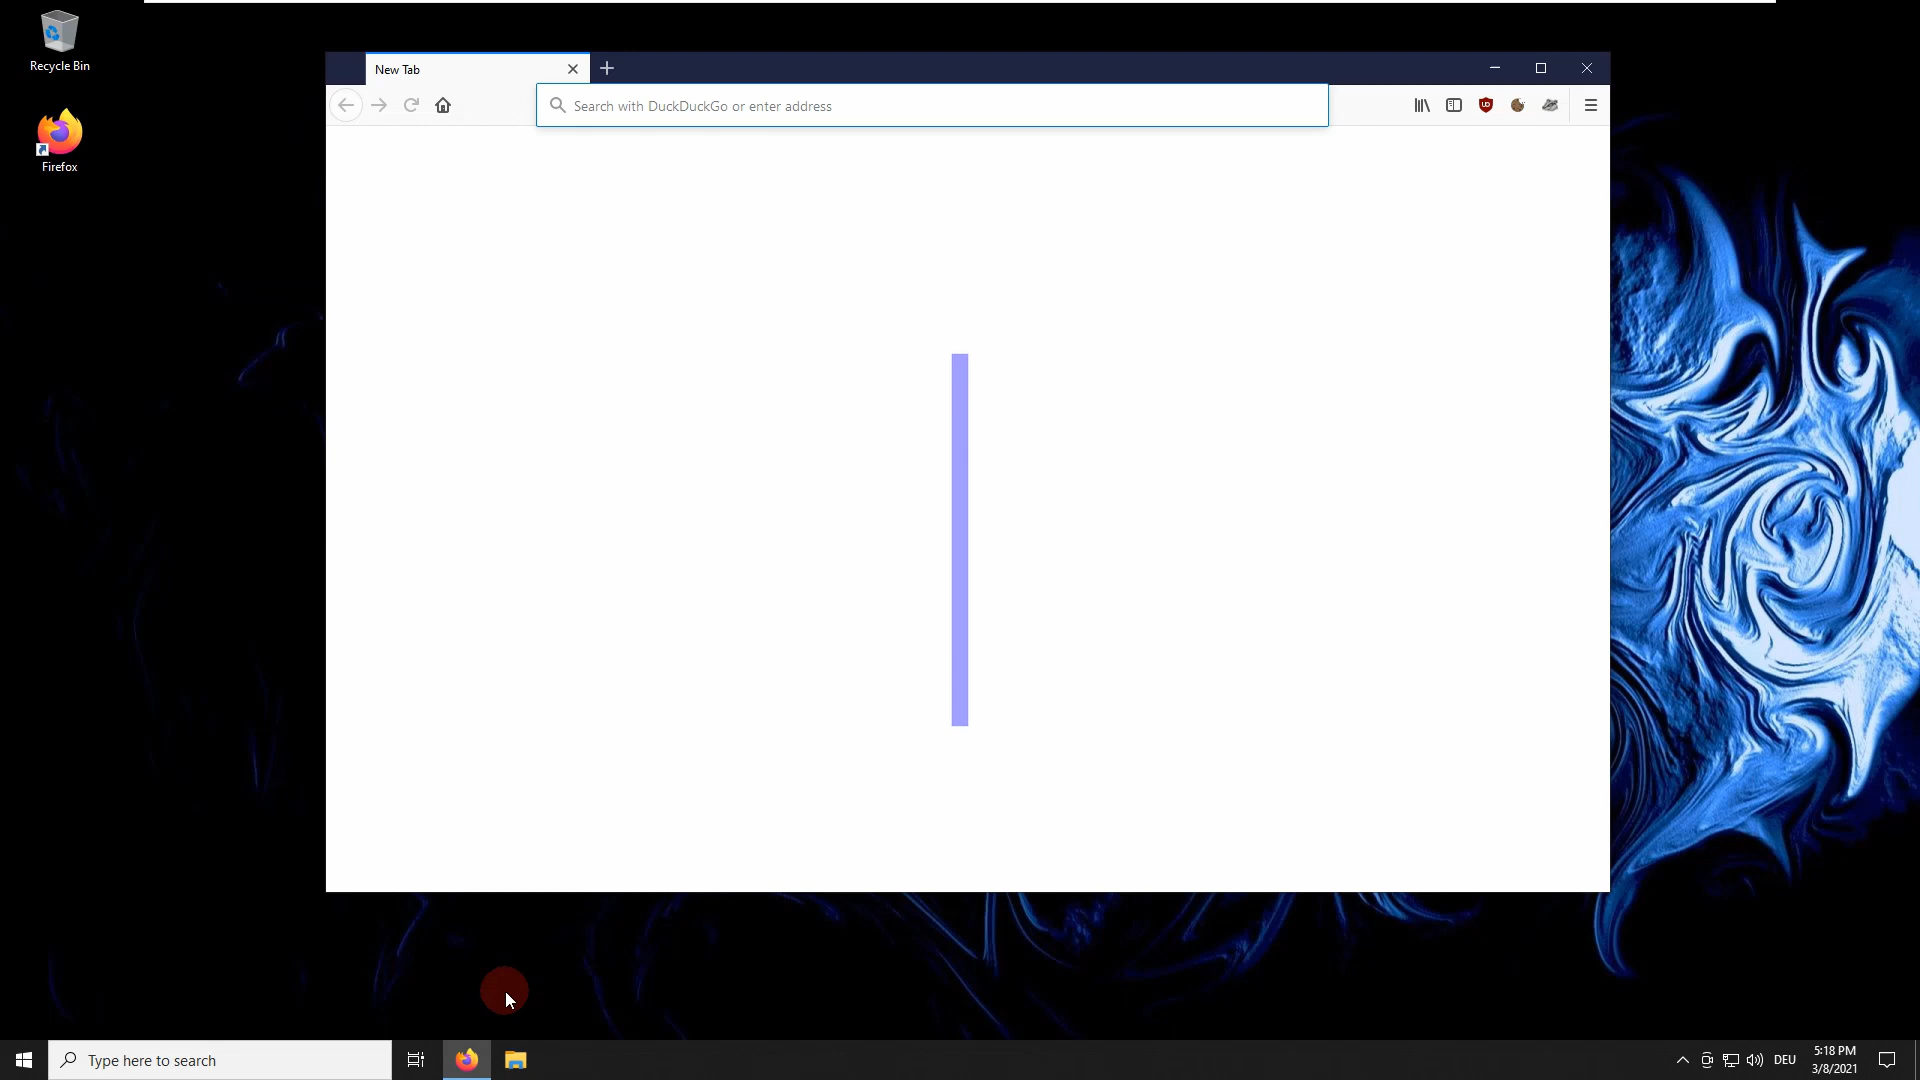 Recycle Bin
Firefox
New Tab
Search with DuckDuckGo or enter address
Type here to search
DEU
5:18 PM
3/8/2021